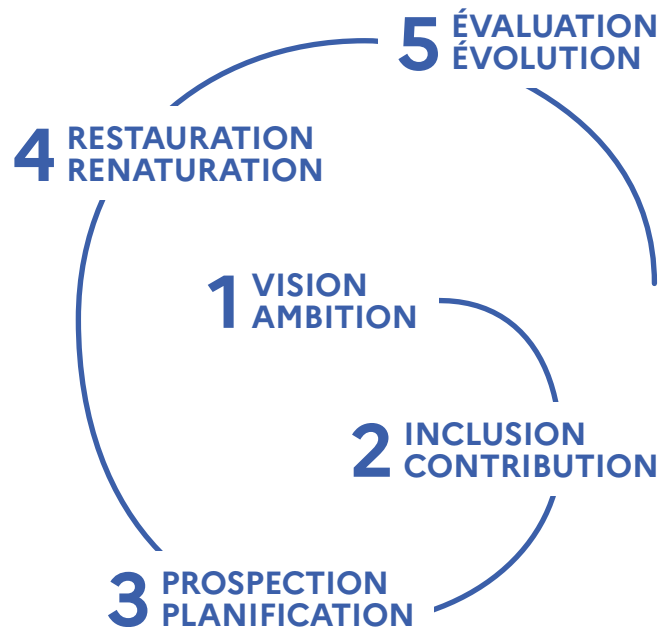 5 ÉVALUATION
ÉVOLUTION
4 RESTAURATION
RENATURATION
1 VISION
AMBITION
2 INCLUSION
CONTRIBUTION
3 PROSPECTION
PLANIFICATION